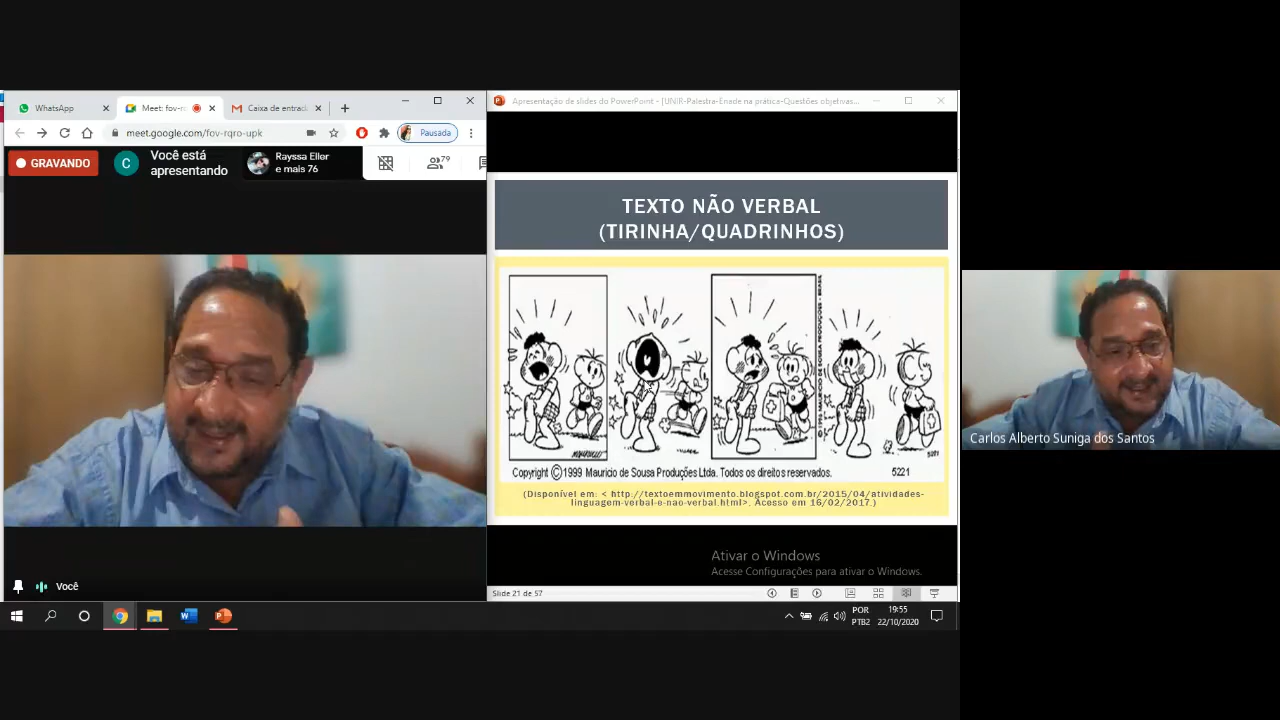 WhatsApp
Meet: fov-r
Caixa de entrad
meet.google.com/fov-rqro-upk
Pausada
GRAVANDO
C
Você está
apresentando
Rayssa Eller
e mais 76
79
Você
Apresentação de slides do PowerPoint - [UNIR-Palestra-Enade na prática-Questões objetivas...
TEXTO NÃO VERBAL
(TIRINHA/QUADRINHOS)
Copyright ©1999 Mauricio de Sousa Produções Ltda. Todos os direitos reservados.
5221
(Disponível em: < http://textoemmovimento.blogspot.com.br/2015/04/atividades-
linguagem-verbal-e-nao-verbal.html>. Acesso em 16/02/2017.)
Ativar o Windows
Acesse Configurações para ativar o Windows.
Slide 21 de 57
POR
PTB2
19:55
22/10/2020
Carlos Alberto Suniga dos Santos